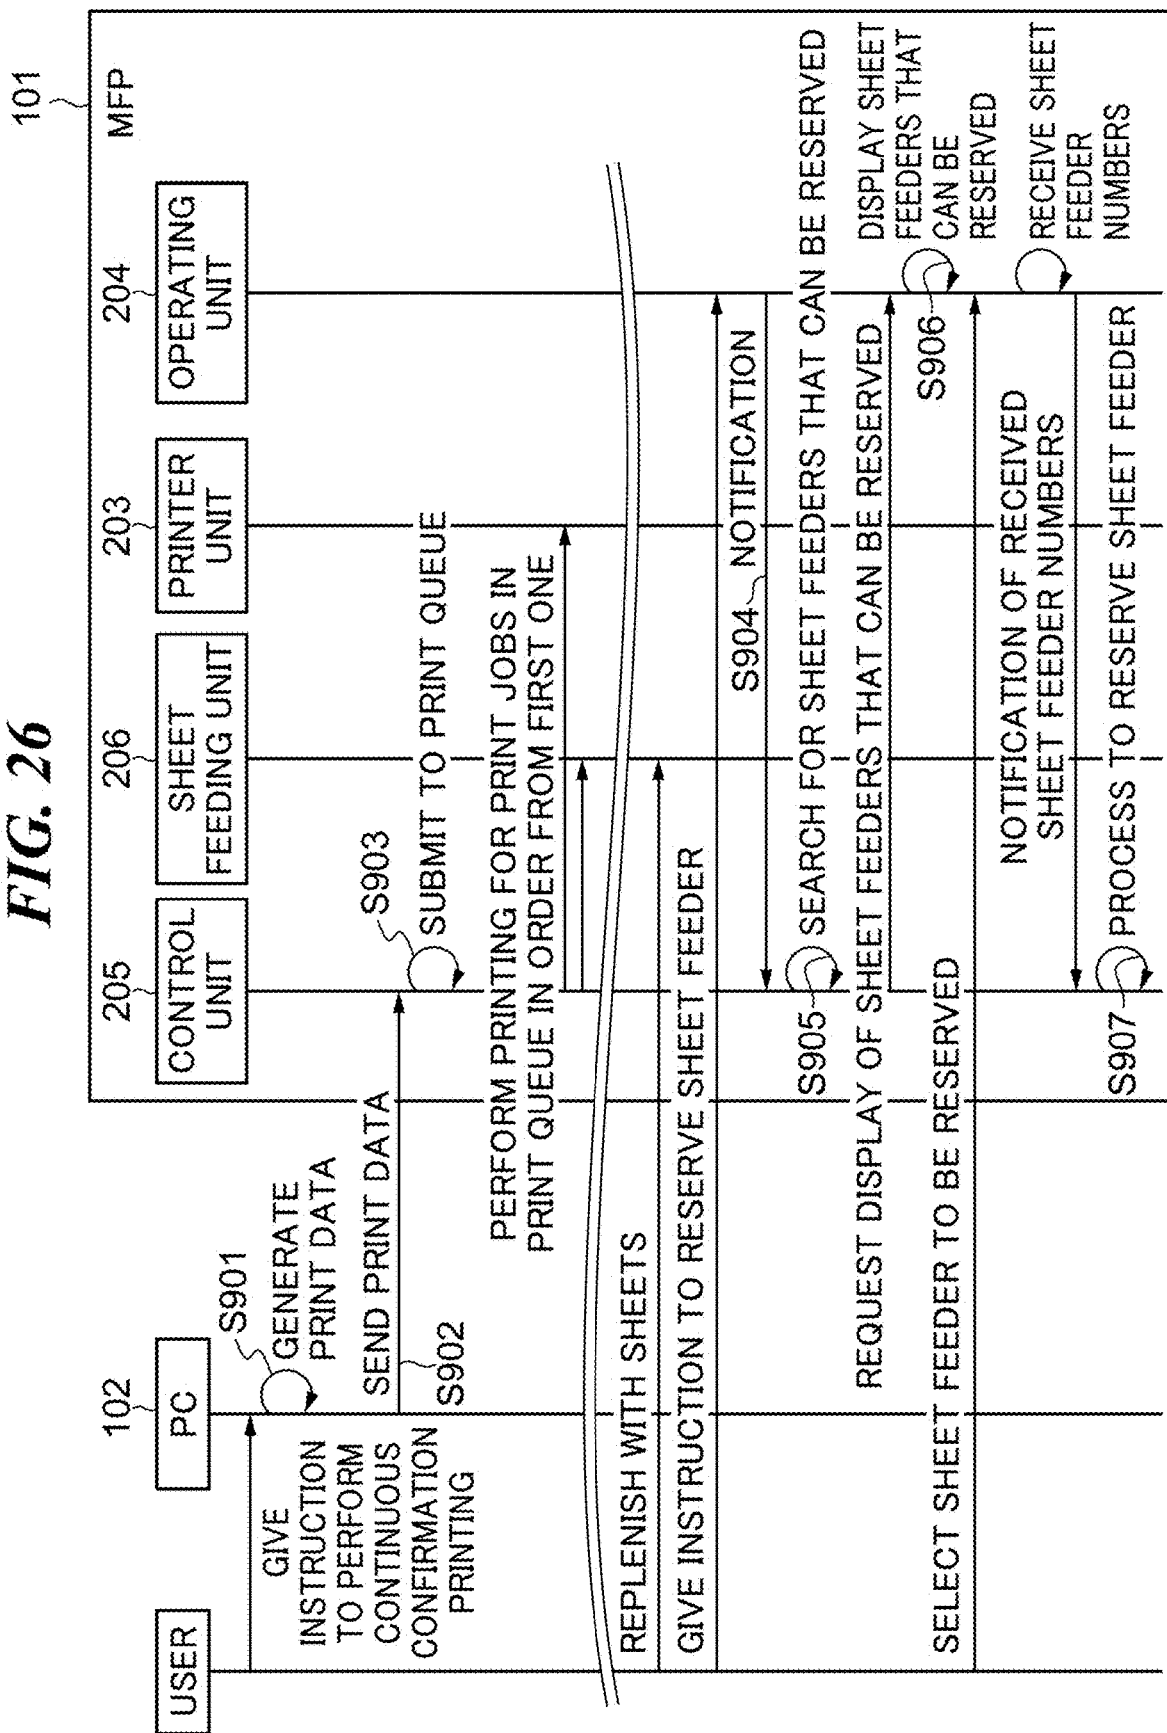 FIG. 26
101
MFP
USER
102
PC
205
CONTROL
UNIT
206
SHEET
FEEDING UNIT
203
PRINTER
UNIT
204
OPERATING
UNIT
GIVE
INSTRUCTION
TO PERFORM
CONTINUOUS
CONFIRMATION
PRINTING
S901
GENERATE
PRINT DATA
SEND PRINT DATA
S902
S903
SUBMIT TO PRINT QUEUE
PERFORM PRINTING FOR PRINT JOBS IN
PRINT QUEUE IN ORDER FROM FIRST ONE
REPLENISH WITH SHEETS
GIVE INSTRUCTION TO RESERVE SHEET FEEDER
S904
NOTIFICATION
S905
SEARCH FOR SHEET FEEDERS THAT CAN BE RESERVED
REQUEST DISPLAY OF SHEET FEEDERS THAT CAN BE RESERVED
S906
DISPLAY SHEET
FEEDERS THAT
CAN BE
RESERVED
SELECT SHEET FEEDER TO BE RESERVED
RECEIVE SHEET
FEEDER
NUMBERS
NOTIFICATION OF RECEIVED
SHEET FEEDER NUMBERS
S907
PROCESS TO RESERVE SHEET FEEDER